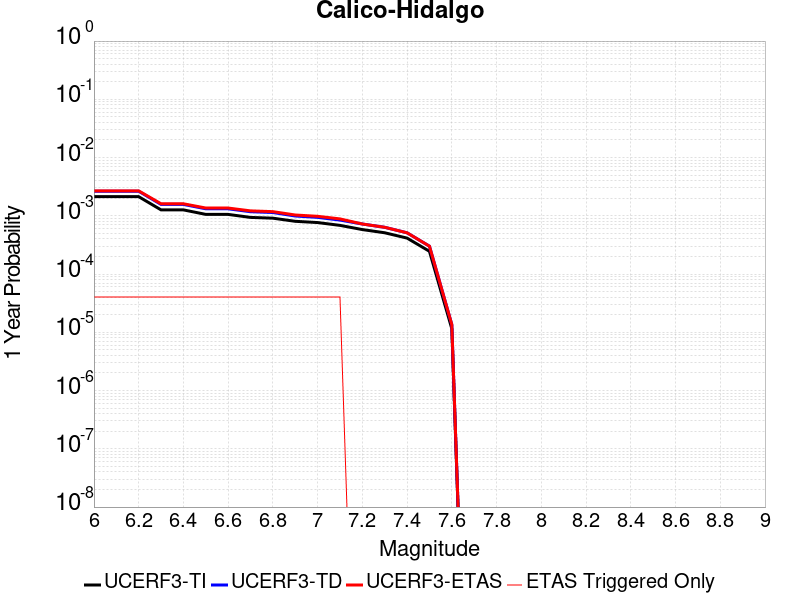 Calico-Hidalgo
10^0
10^-1
10^-2
10^-3
10^-4
10^-5
10^-6
10^-7
10^-8
1 Year Probability
6 6.2 6.4 6.6 6.8 7 7.2 7.4 7.6 7.8 8 8.2 8.4 8.6 8.8 9
Magnitude
UCERF3-TI UCERF3-TD UCERF3-ETAS ETAS Triggered Only